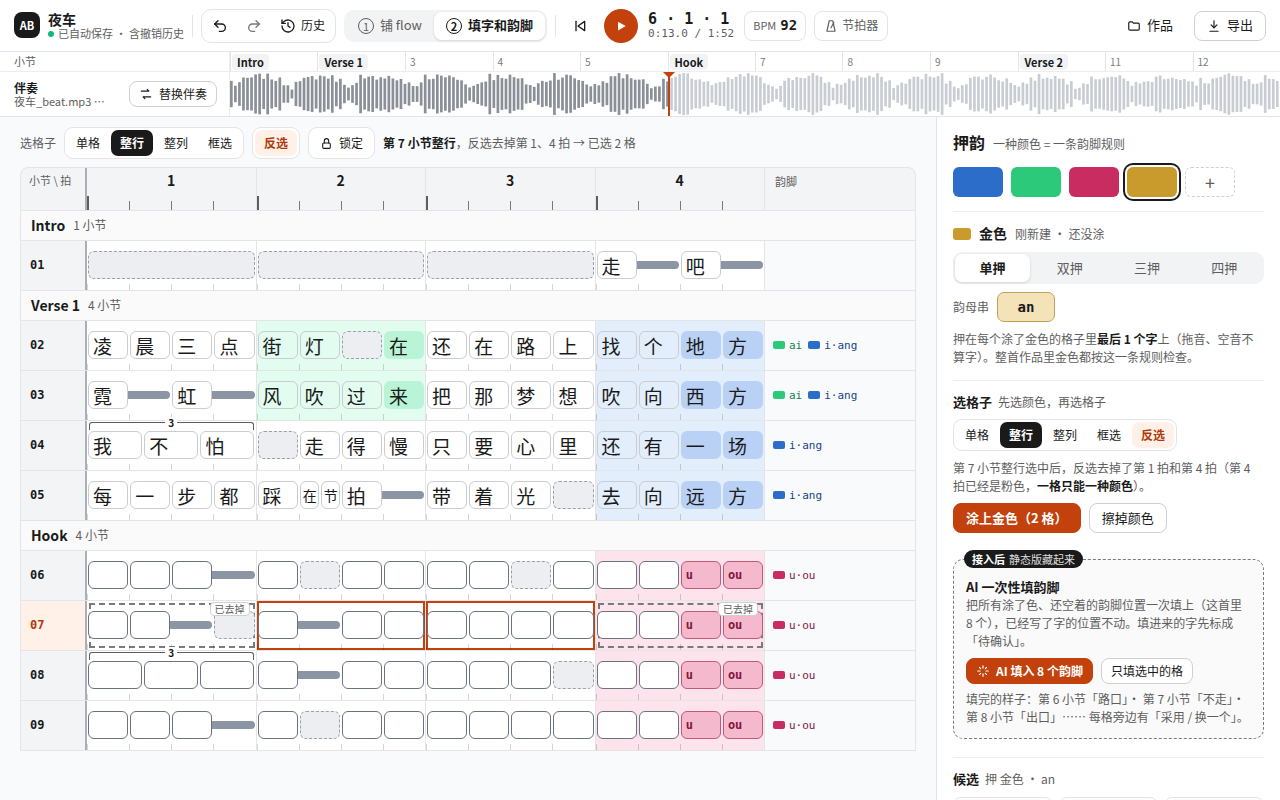 AB 夜车
已自动保存 · 含撤销历史
历史
1 铺 flow
2 填字和韵脚
6 · 1 · 1
0:13.0 / 1:52
BPM 92
节拍器
作品
导出
小节 Intro Verse 1 3 4 5 Hook 7 8 9 Verse 2 11 12
伴奏
夜车_beat.mp3 ···
替换伴奏
选格子 单格 整行 整列 框选 反选 锁定 第 7 小节整行，反选去掉第 1、4 拍 → 已选 2 格
小节 \ 拍 1 2 3 4 韵脚
Intro 1 小节
01 走 吧
Verse 1 4 小节
02 凌 晨 三 点 街 灯 在 还 在 路 上 找 个 地 方 ai i·ang
03 霓 虹 风 吹 过 来 把 那 梦 想 吹 向 西 方 ai i·ang
3
04 我 不 怕 走 得 慢 只 要 心 里 还 有 一 场 i·ang
05 每 一 步 都 踩 在 节 拍 带 着 光 去 向 远 方 i·ang
Hook 4 小节
06 u ou u·ou
已去掉 已去掉
07 u ou u·ou
3
08 u ou u·ou
09 u ou u·ou
押韵 一种颜色 = 一条韵脚规则
+
金色 刚新建 · 还没涂
单押 双押 三押 四押
韵母串 an
押在每个涂了金色的格子里最后 1 个字上（拖音、空音不
算字）。整首作品里金色都按这一条规则检查。
选格子 先选颜色，再选格子
单格 整行 整列 框选 反选
第 7 小节整行选中后，反选去掉了第 1 拍和第 4 拍（第 4
拍已经是粉色，一格只能一种颜色）。
涂上金色（2 格） 擦掉颜色
接入后 静态版藏起来
AI 一次性填韵脚
把所有涂了色、还空着的韵脚位置一次填上（这首里
8 个），已经写了字的位置不动。填进来的字先标成
「待确认」。
AI 填入 8 个韵脚 只填选中的格
填完的样子：第 6 小节「路口」· 第 7 小节「不走」·
第 8 小节「出口」…… 每格旁边有「采用 / 换一个」。
候选 押 金色 · an